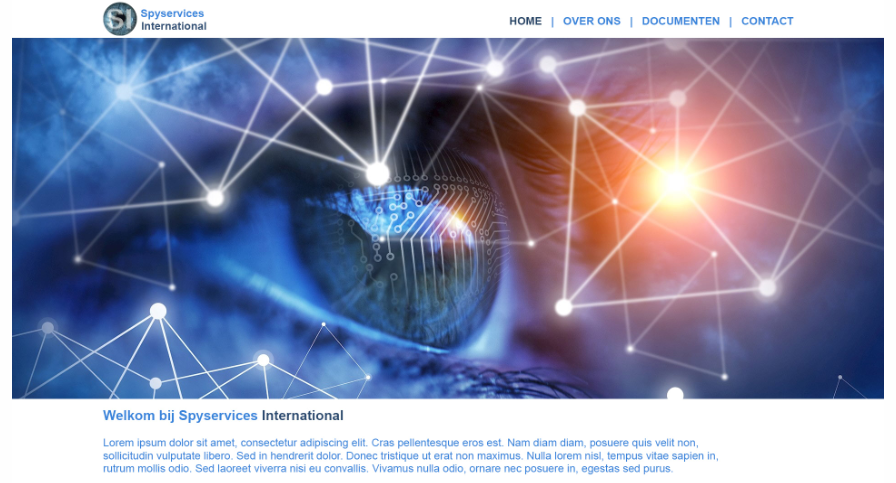 SI
Spyservices
International
HOME | OVER ONS | DOCUMENTEN | CONTACT
Welkom bij Spyservices International
Lorem ipsum dolor sit amet, consectetur adipiscing elit. Cras pellentesque eros est. Nam diam diam, posuere quis velit non,
sollicitudin vulputate libero. Sed in hendrerit dolor. Donec tristique ut erat non maximus. Nulla lorem nisl, tempus vitae sapien in,
rutrum mollis odio. Sed laoreet viverra nisi eu convallis. Vivamus nulla odio, ornare nec posuere in, egestas sed purus.